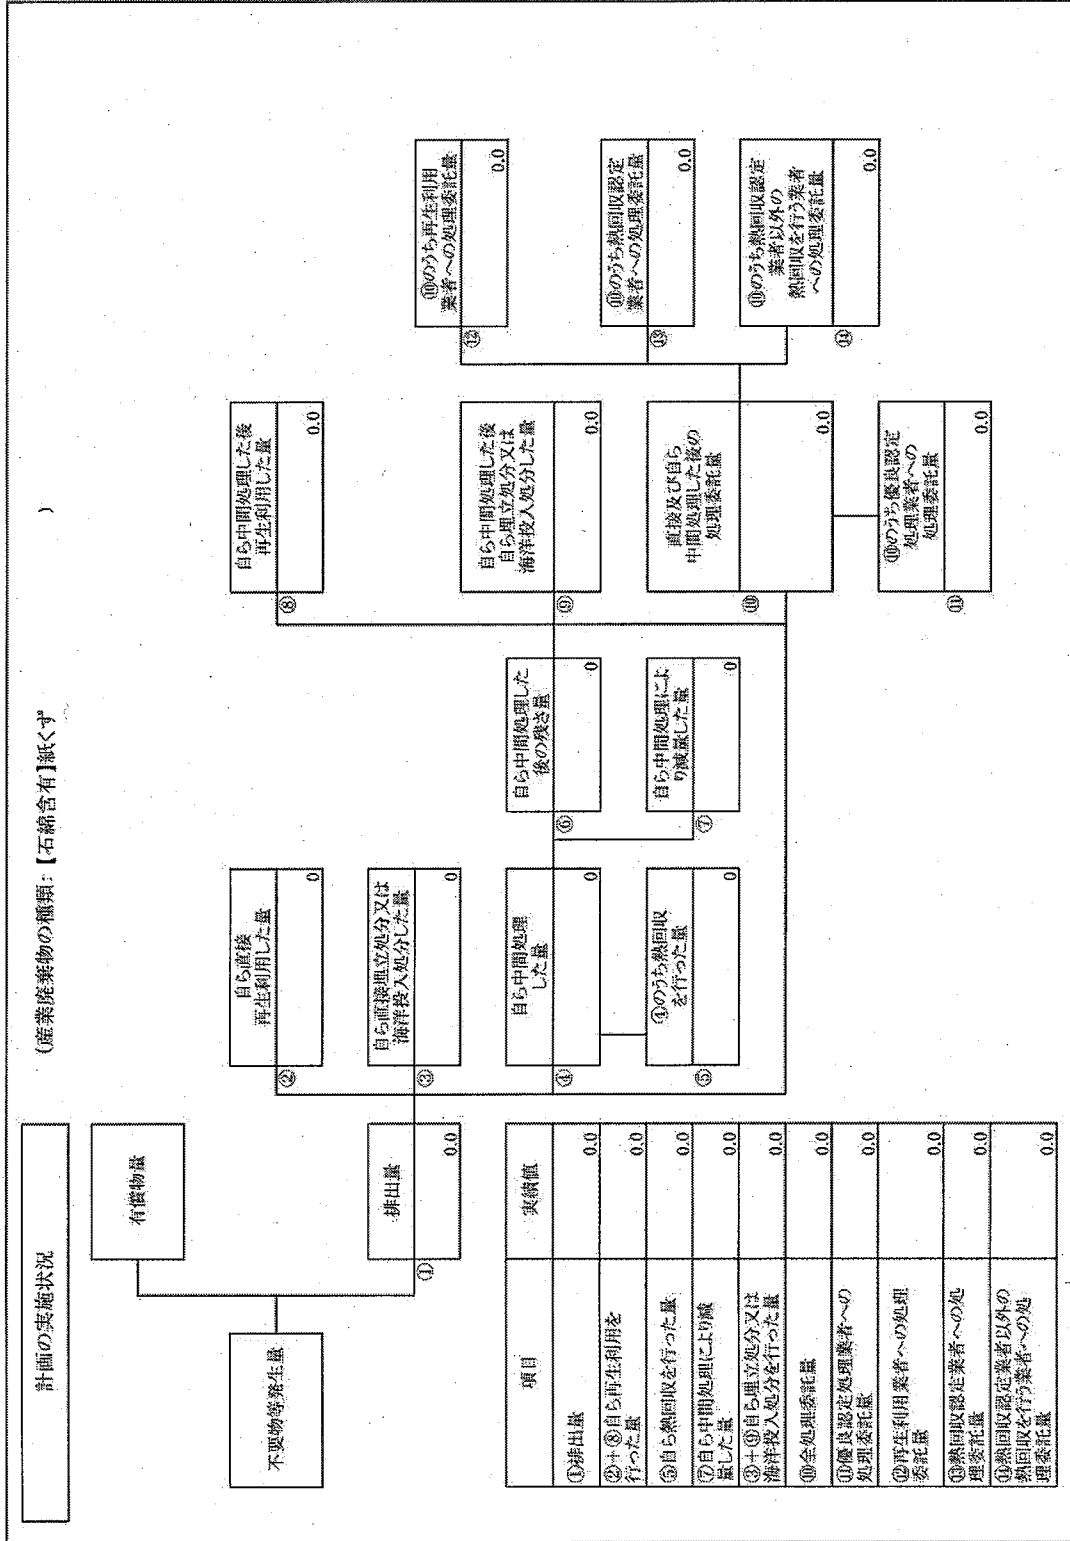 計画の実施状況
(産業廃棄物の種類:【石綿含有】紙くず
)
不要物等発生量
有償物量
①
排出量
0.0
②
自ら直接
再生利用した量
0
③
自ら直接埋立処分又は
海洋投入処分した量
0
④
自ら中間処理
した量
0
⑤
④のうち熱回収
を行った量
0
⑥
自ら中間処理した
後の残さ量
0
⑦
自ら中間処理によ
り減量した量
0
⑧
自ら中間処理した後
再生利用した量
0.0
⑨
自ら中間処理した後
自ら埋立処分又は
海洋投入処分した量
0.0
⑩
直接及び自ら
中間処理した後の
処理委託量
0.0
⑪
⑩のうち優良認定
処理業者への
処理委託量
0.0
⑫
⑩のうち再生利用
業者への処理委託量
0.0
⑬
⑩のうち熱回収認定
業者への処理委託量
0.0
⑭
⑩のうち熱回収認定
業者以外の
熱回収を行う業者
への処理委託量
0.0
項目
実績値
①排出量
0.0
②+⑧自ら再生利用を
行った量
0.0
⑤自ら熱回収を行った量
0.0
⑦自ら中間処理により減
量した量
0.0
③+⑨自ら埋立処分又は
海洋投入処分を行った量
0.0
⑩全処理委託量
0.0
⑪優良認定処理業者への
処理委託量
0.0
⑫再生利用業者への処理
委託量
0.0
⑬熱回収認定業者への処
理委託量
0.0
⑭熱回収認定業者以外の
熱回収を行う業者への処
理委託量
0.0